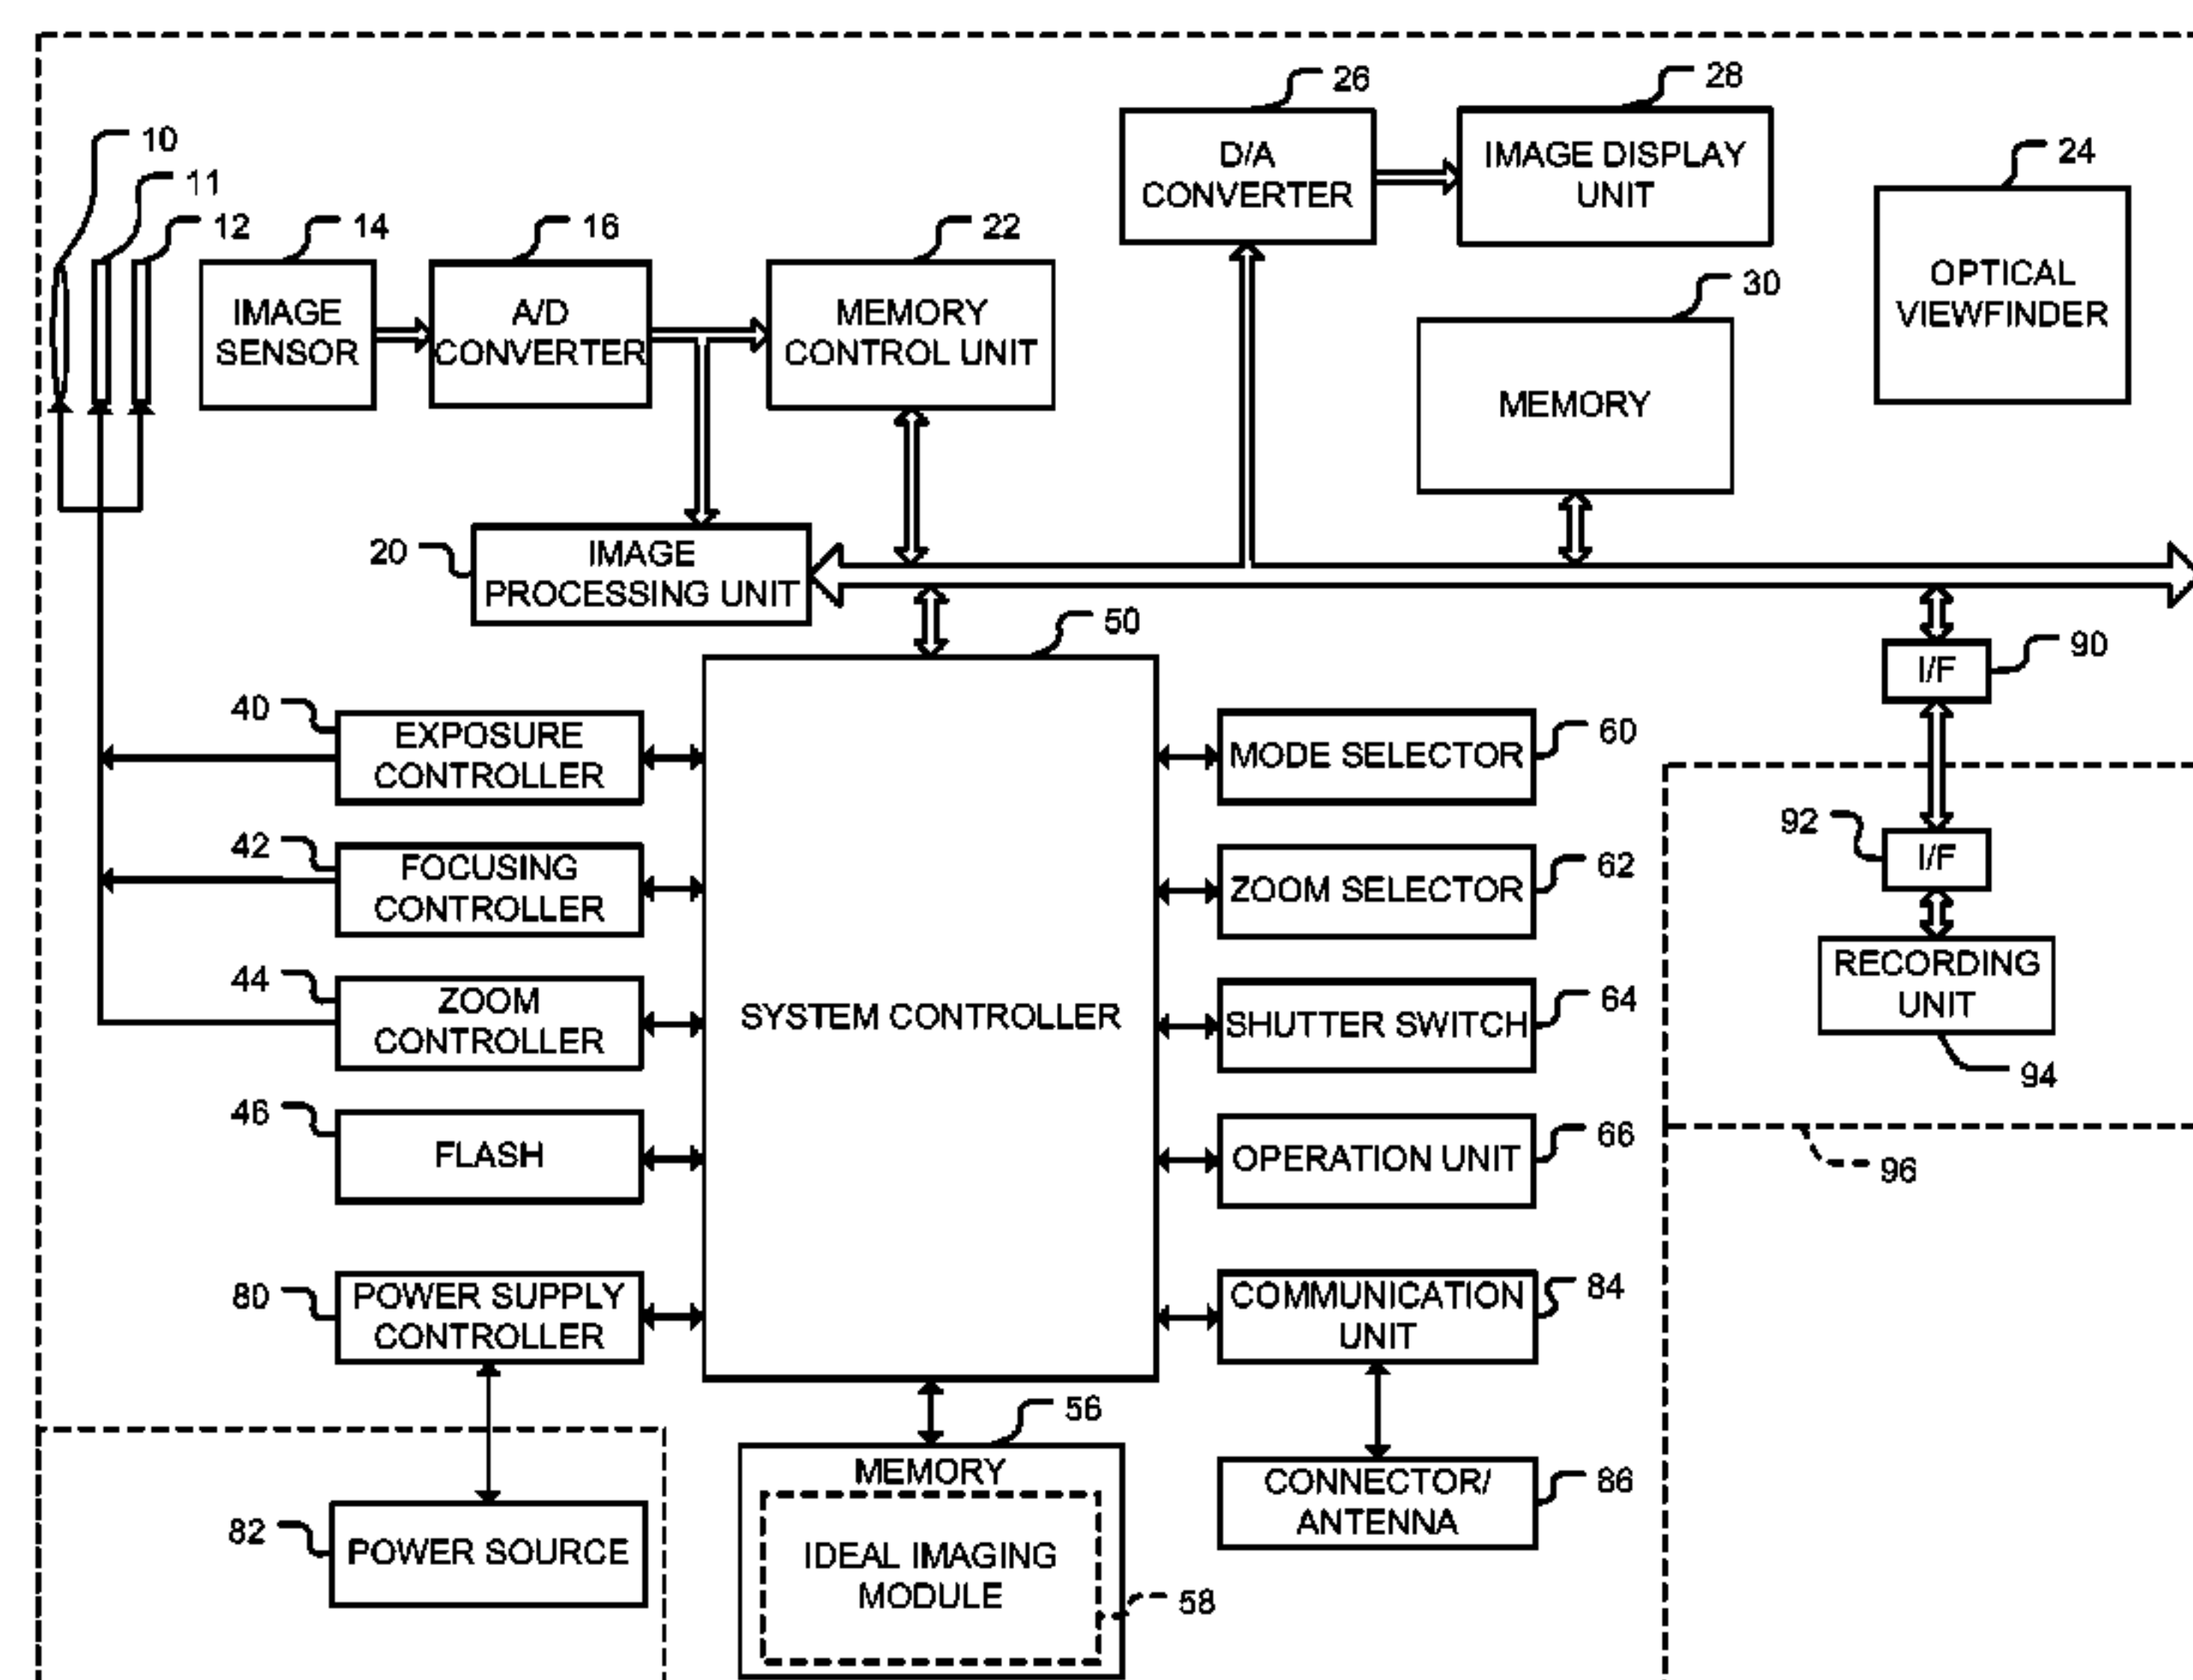 10
11
12
14
16
22
26
28
24
IMAGE
SENSOR
A/D
CONVERTER
MEMORY
CONTROL UNIT
D/A
CONVERTER
IMAGE DISPLAY
UNIT
OPTICAL
VIEWFINDER
30
MEMORY
20
IMAGE
PROCESSING UNIT
50
SYSTEM CONTROLLER
90
I/F
40
EXPOSURE
CONTROLLER
60
MODE SELECTOR
42
FOCUSING
CONTROLLER
62
ZOOM SELECTOR
92
I/F
44
ZOOM
CONTROLLER
64
SHUTTER SWITCH
RECORDING
UNIT
94
46
FLASH
66
OPERATION UNIT
96
80
POWER SUPPLY
CONTROLLER
84
COMMUNICATION
UNIT
56
MEMORY
IDEAL IMAGING
MODULE
58
86
CONNECTOR/
ANTENNA
82
POWER SOURCE